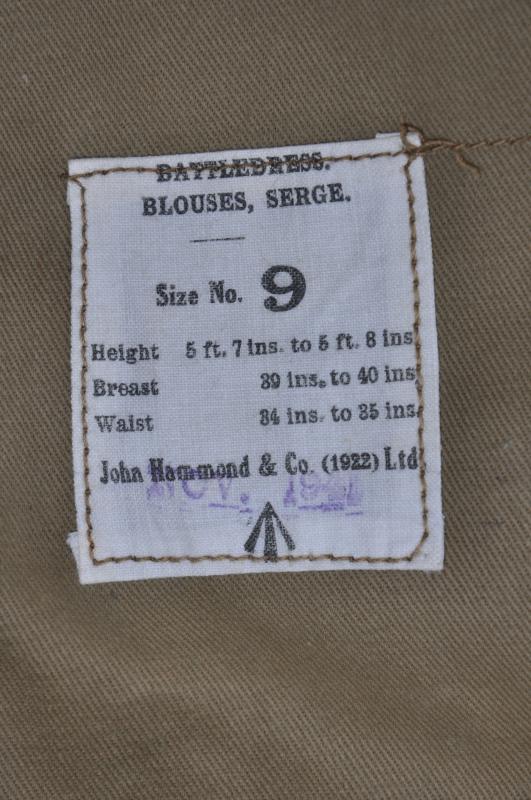 BATTLEDRESS.
BLOUSES, SERGE.
Size No. 9
Height 5 ft. 7 ins. to 5 ft. 8 ins
Breast 39 ins. to 40 ins
Waist 34 ins. to 35 ins.
John Hammond & Co. (1922) Ltd
NOV. 1941